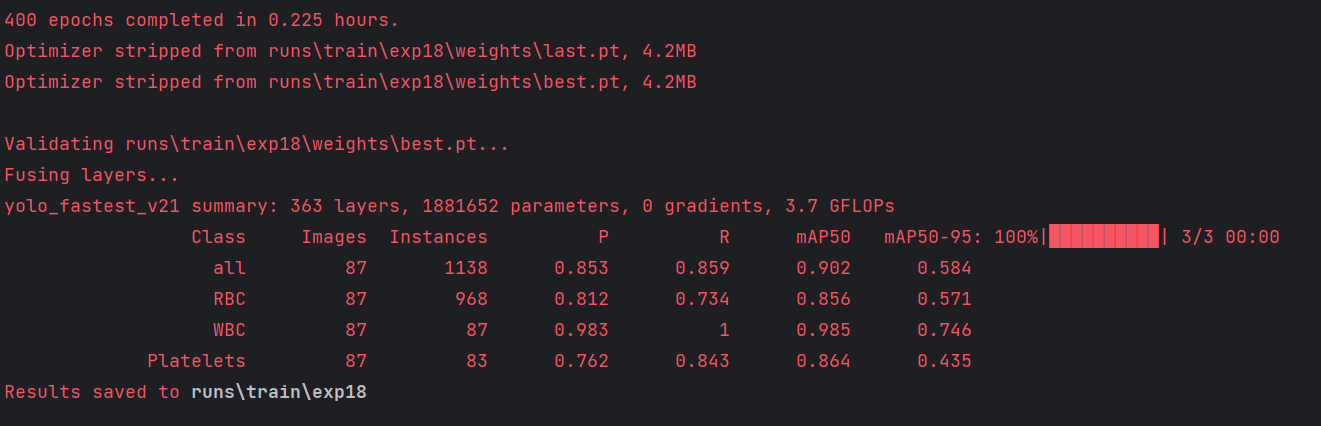 400 epochs completed in 0.225 hours.
Optimizer stripped from runs\train\exp18\weights\last.pt, 4.2MB
Optimizer stripped from runs\train\exp18\weights\best.pt, 4.2MB
Validating runs\train\exp18\weights\best.pt...
Fusing layers...
yolo_fastest_v21 summary: 363 layers, 1881652 parameters, 0 gradients, 3.7 GFLOPs
Class Images Instances P R mAP50 mAP50-95: 100%|██████████| 3/3 00:00
all 87 1138 0.853 0.859 0.902 0.584
RBC 87 968 0.812 0.734 0.856 0.571
WBC 87 87 0.983 1 0.985 0.746
Platelets 87 83 0.762 0.843 0.864 0.435
Results saved to runs\train\exp18